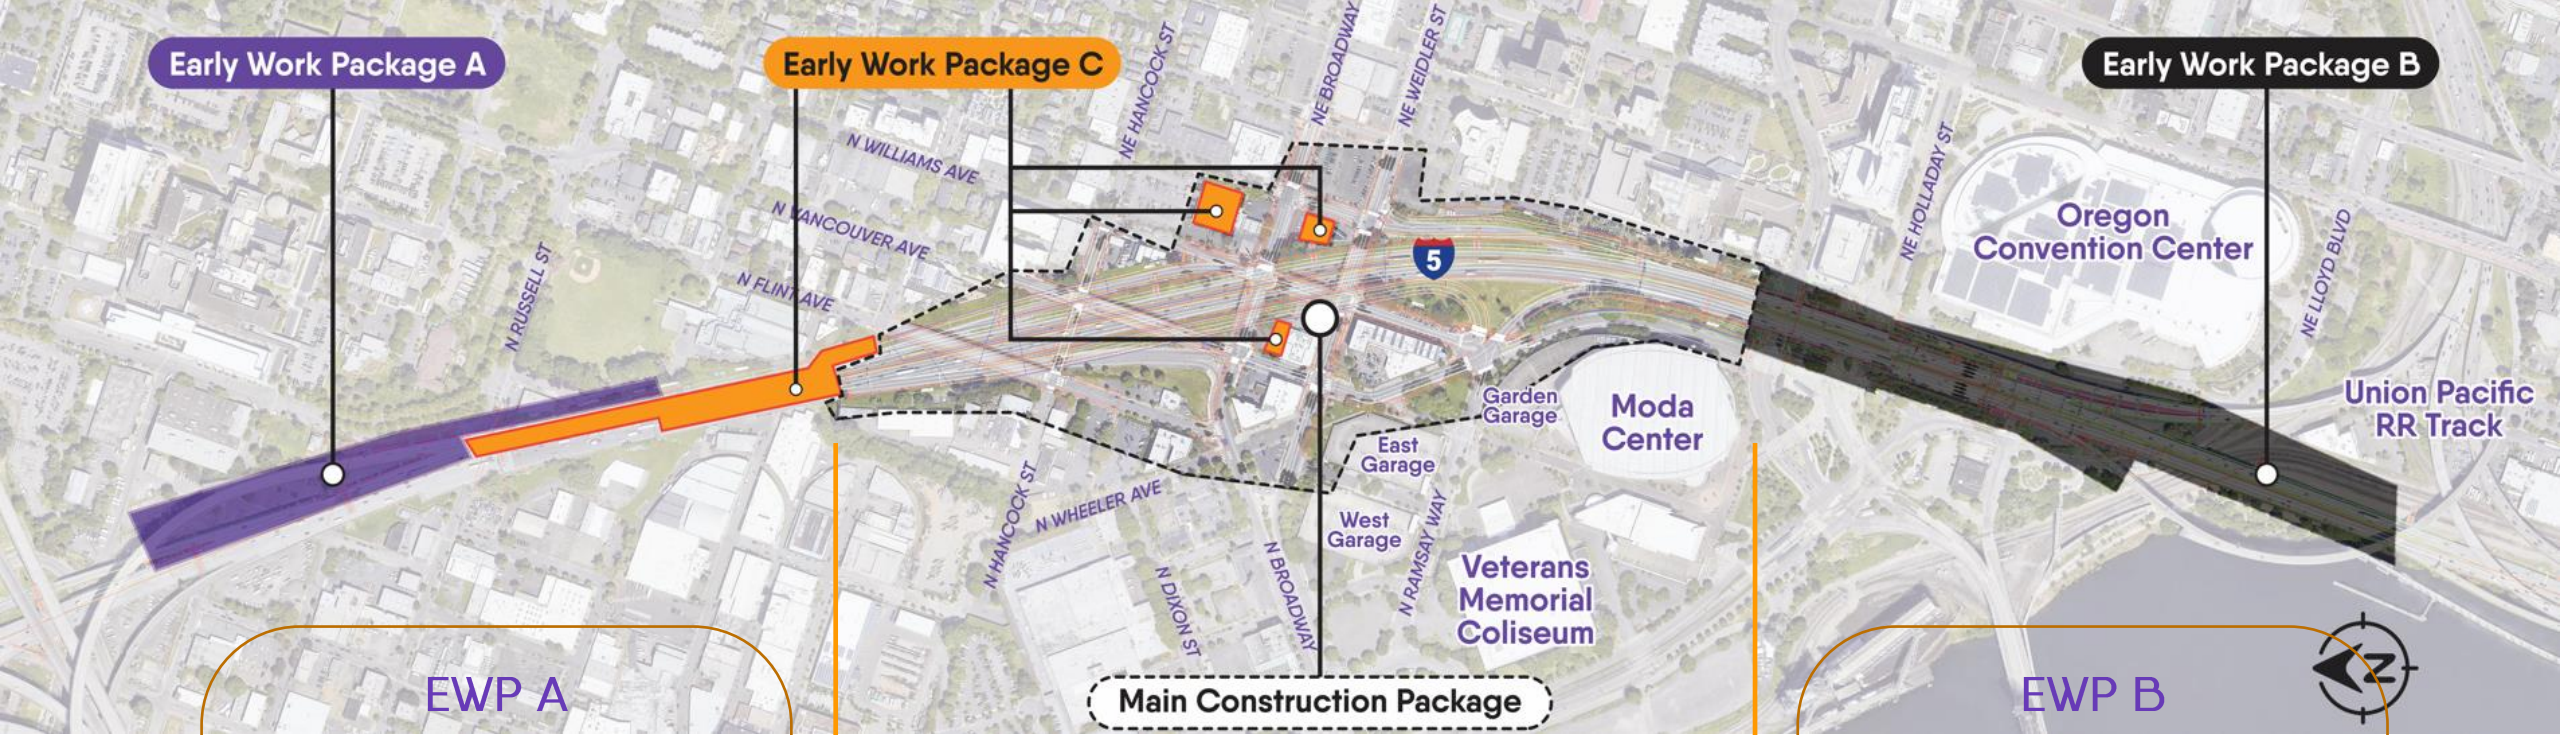 Early Work Package A
Early Work Package C
Early Work Package B
NE HANCOCK ST
NE BROADWAY
NE WEIDLER ST
N WILLIAMS AVE
N VANCOUVER AVE
N FLINT AVE
N RUSSELL ST
5
NE HOLLADAY ST
Oregon
Convention Center
NE LLOYD BLVD
Union Pacific
RR Track
Garden
Garage
Moda
Center
East
Garage
West
Garage
N RAMSAY WAY
Veterans
Memorial
Coliseum
N HANCOCK ST
N WHEELER AVE
N DIXON ST
N BROADWAY
Main Construction Package
EWP A
EWP B
Z